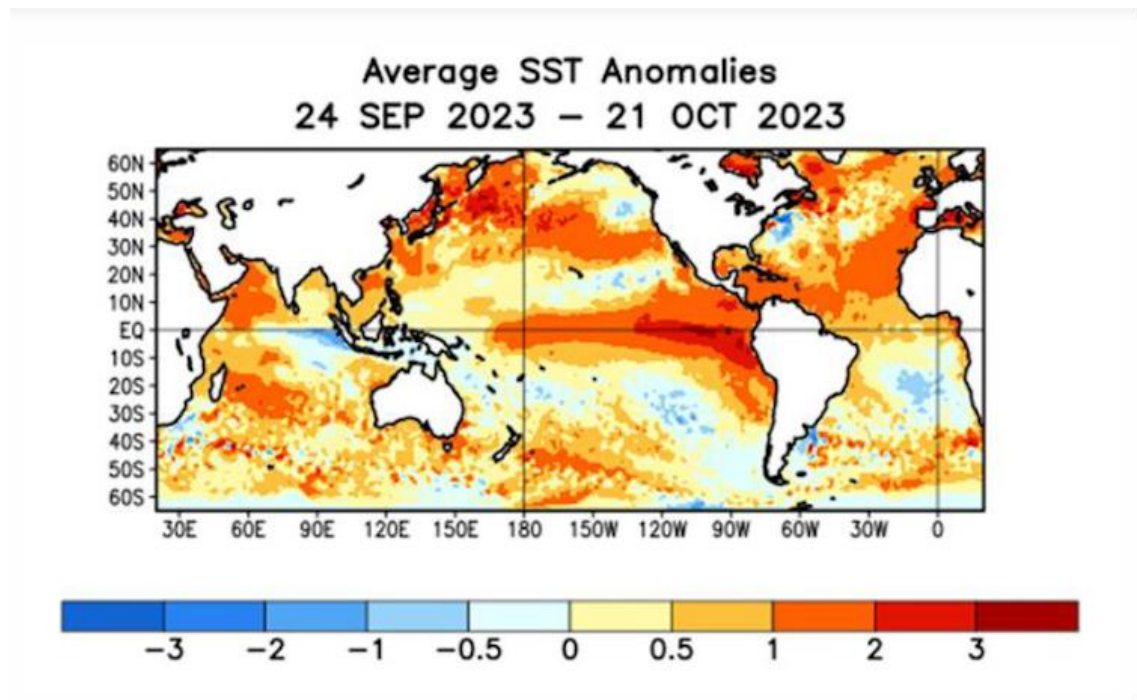 Average SST Anomalies
24 SEP 2023 – 21 OCT 2023
60N
50N
40N
30N
20N
10N
EQ
10S
20S
30S
40S
50S
60S
30E 60E 90E 120E 150E 180 150W 120W 90W 60W 30W 0
−3 −2 −1 −0.5 0 0.5 1 2 3